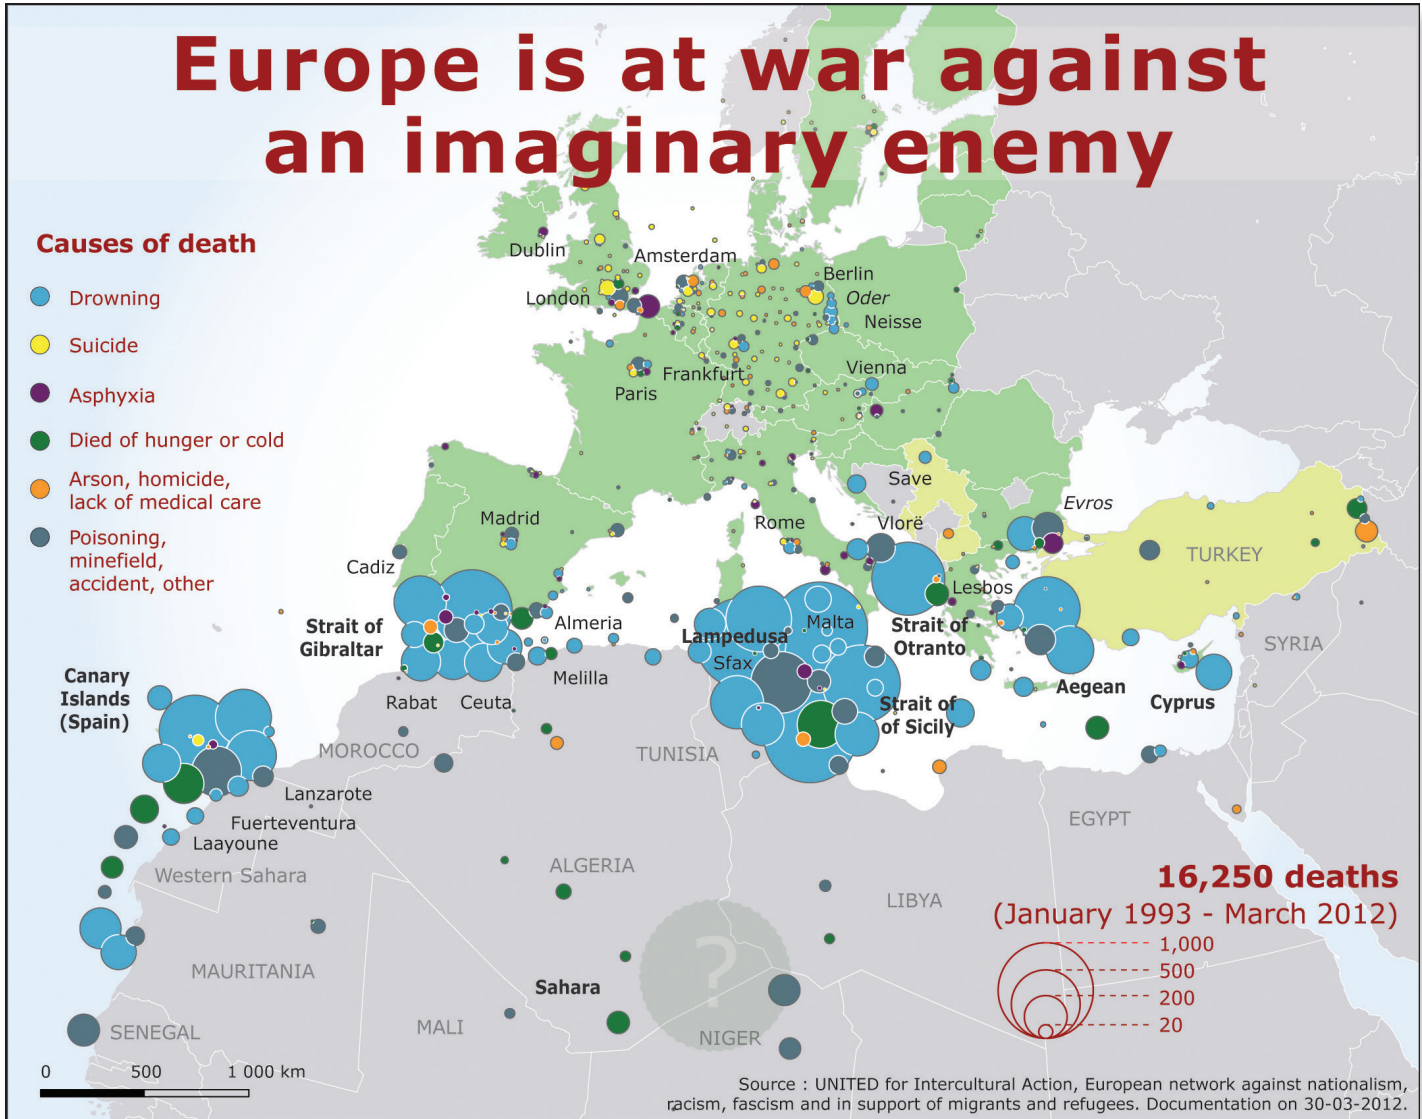 Europe is at war against
an imaginary enemy
Causes of death
Drowning
Suicide
Asphyxia
Died of hunger or cold
Arson, homicide,
lack of medical care
Poisoning,
minefield,
accident, other
Dublin
Amsterdam
London
Berlin
Oder
Neisse
Frankfurt
Vienna
Paris
Save
Madrid
Rome
Vlorë
Evros
TURKEY
Cadiz
Lesbos
Strait of
Gibraltar
Almeria
Lampedusa
Malta
Strait of
Otranto
SYRIA
Sfax
Canary
Islands
(Spain)
Rabat
Ceuta
Melilla
Strait of
of Sicily
Aegean
Cyprus
MOROCCO
TUNISIA
Lanzarote
Fuerteventura
Laayoune
EGYPT
Western Sahara
ALGERIA
LIBYA
16,250 deaths
(January 1993 - March 2012)
1,000
500
200
20
MAURITANIA
?
Sahara
SENEGAL
MALI
NIGER
0 500 1 000 km
Source : UNITED for Intercultural Action, European network against nationalism,
racism, fascism and in support of migrants and refugees. Documentation on 30-03-2012.